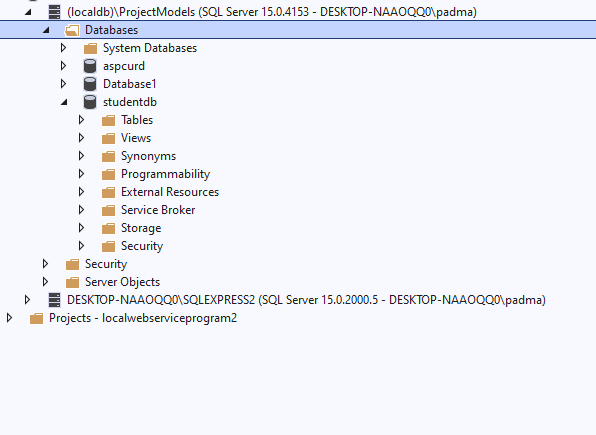 (localdb)\ProjectModels (SQL Server 15.0.4153 - DESKTOP-NAAOQQ0\padma)
Databases
System Databases
aspcurd
Database1
studentdb
Tables
Views
Synonyms
Programmability
External Resources
Service Broker
Storage
Security
Security
Server Objects
DESKTOP-NAAOQQ0\SQLEXPRESS2 (SQL Server 15.0.2000.5 - DESKTOP-NAAOQQ0\padma)
Projects - localwebserviceprogram2